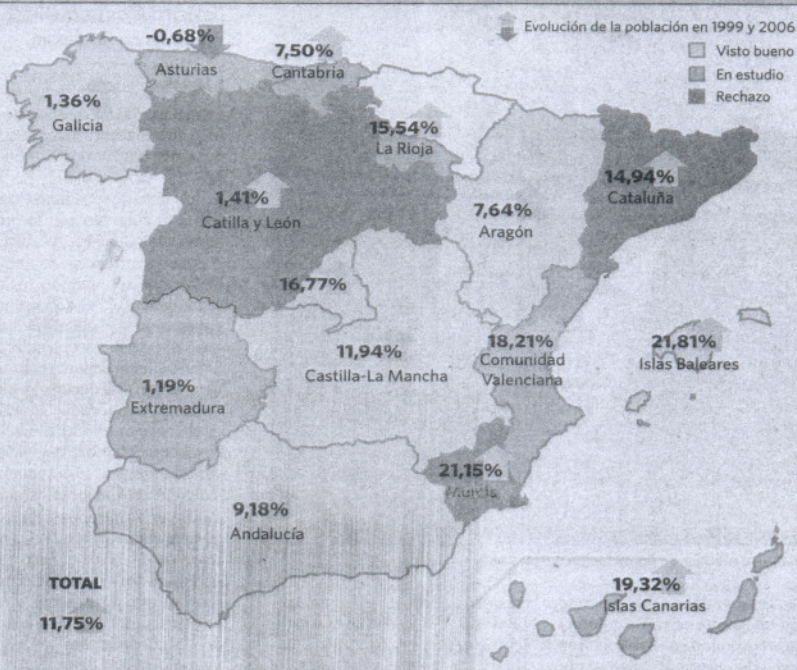 Evolución de la población en 1999 y 2006
Visto bueno
En estudio
Rechazo
-0,68%
Asturias
7,50%
Cantabria
1,36%
Galicia
15,54%
La Rioja
14,94%
Cataluña
1,41%
Catilla y León
7,64%
Aragón
16,77%
18,21%
Comunidad
Valenciana
21,81%
Islas Baleares
11,94%
Castilla-La Mancha
1,19%
Extremadura
21,15%
Murcia
9,18%
Andalucía
TOTAL
11,75%
19,32%
Islas Canarias